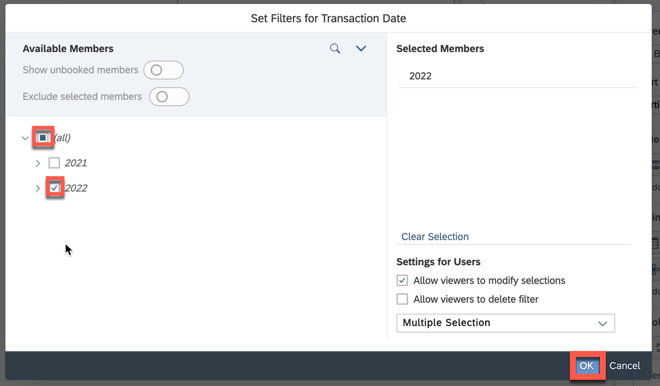 Set Filters for Transaction Date
Available Members
Show unbooked members
Exclude selected members
(all)
2021
2022
Selected Members
2022
Clear Selection
Settings for Users
Allow viewers to modify selections
Allow viewers to delete filter
Multiple Selection
OK
Cancel